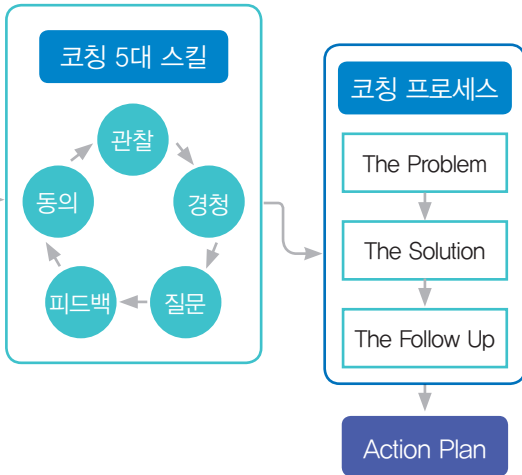 코칭 5대 스킬
관찰
경청
질문
피드백
동의
코칭 프로세스
The Problem
The Solution
The Follow Up
Action Plan